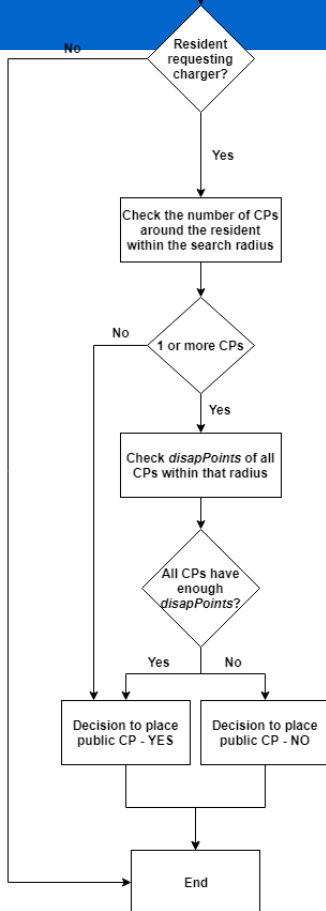 Resident
requesting
charger?
No
Yes
Check the number of CPs
around the resident
within the search radius
No
1 or more CPs
Yes
Check disapPoints of all
CPs within that radius
All CPs have
enough
disapPoints?
Yes
No
Decision to place
public CP - YES
Decision to place
public CP - NO
End